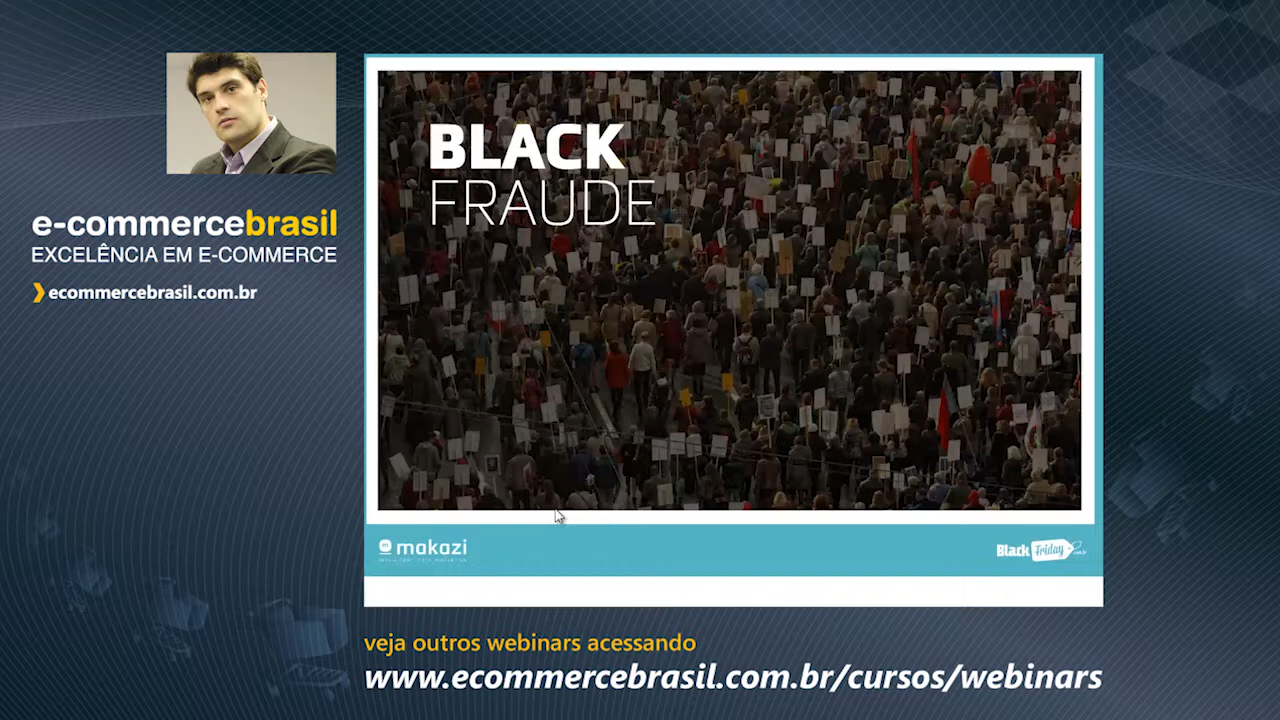 BLACK
FRAUDE
e-commercebrasil
EXCELÊNCIA EM E-COMMERCE
ecommercebrasil.com.br
makazi
Black Friday
veja outros webinars acessando
www.ecommercebrasil.com.br/cursos/webinars